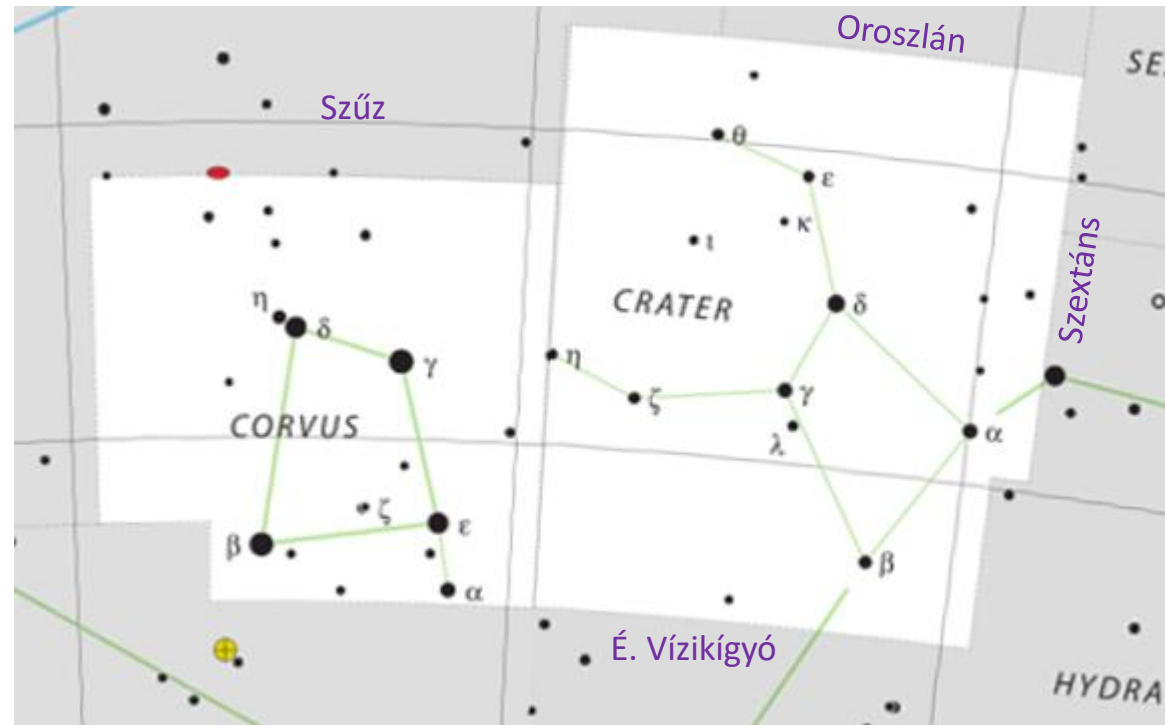 Oroszlán
SE
Szűz
θ
ε
κ
ι
Szextáns
CRATER
δ
η
δ
γ
η
ζ
γ
λ
α
CORVUS
ζ
ε
β
α
β
É. Vízikígyó
HYDRA